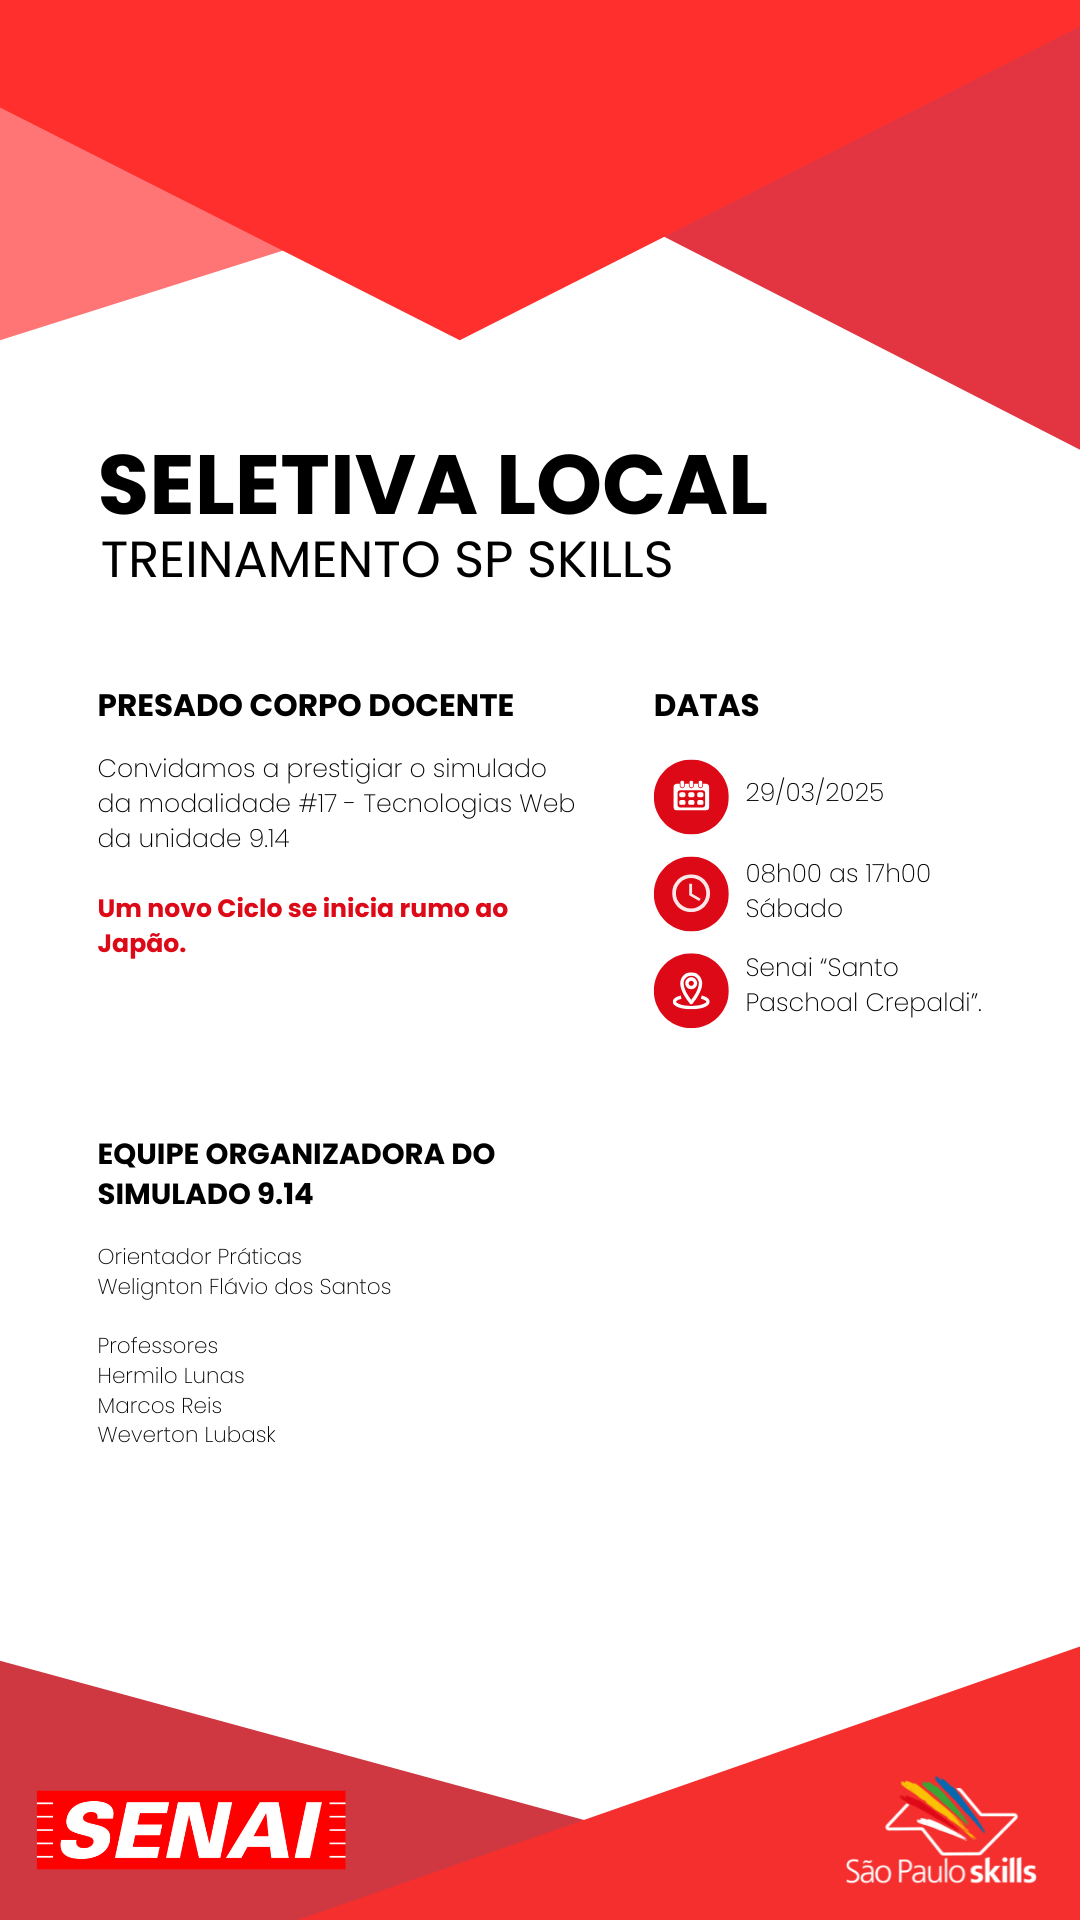 SELETIVA LOCAL
TREINAMENTO SP SKILLS
PRESADO CORPO DOCENTE
Convidamos a prestigiar o simulado
da modalidade #17 - Tecnologias Web
da unidade 9.14
Um novo Ciclo se inicia rumo ao
Japão.
DATAS
29/03/2025
08h00 as 17h00
Sábado
Senai “Santo
Paschoal Crepaldi”.
EQUIPE ORGANIZADORA DO
SIMULADO 9.14
Orientador Práticas
Welignton Flávio dos Santos
Professores
Hermilo Lunas
Marcos Reis
Weverton Lubask
SENAI
São Paulo skills